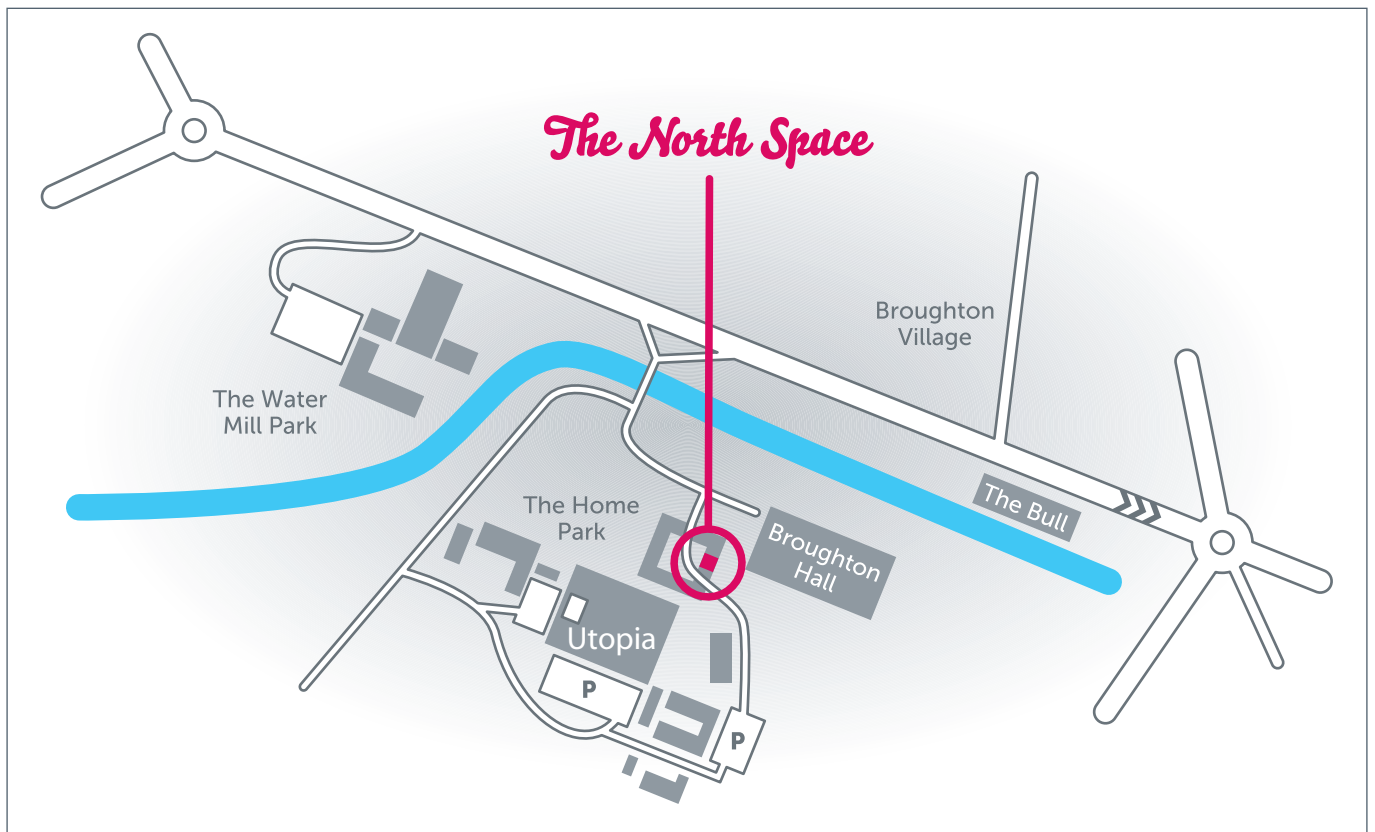 The North Space
Broughton
Village
The Water
Mill Park
The Bull
The Home
Park
Broughton
Hall
Utopia
P
P